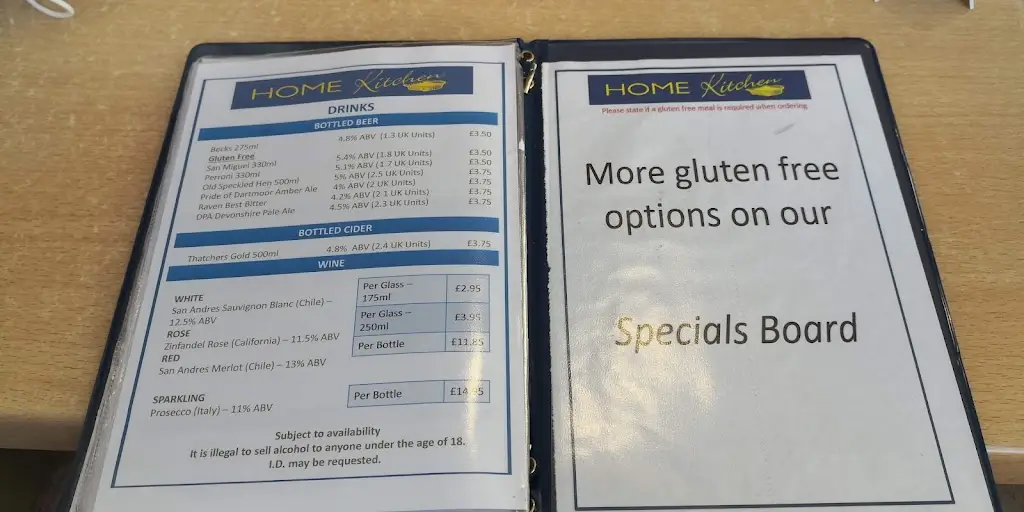 HOME Kitchen
DRINKS
BOTTLED BEER
Becks 275ml 4.8% ABV (1.3 UK Units) £3.50
Gluten Free
San Miguel 330ml 5.4% ABV (1.8 UK Units) £3.50
Perroni 330ml 5.1% ABV (1.7 UK Units) £3.50
Old Speckled Hen 500ml 5% ABV (2.5 UK Units) £3.75
Pride of Dartmoor Amber Ale 4% ABV (2 UK Units) £3.75
Raven Best Bitter 4.2% ABV (2.1 UK Units) £3.75
DPA Devonshire Pale Ale 4.5% ABV (2.3 UK Units) £3.75
BOTTLED CIDER
Thatchers Gold 500ml 4.8% ABV (2.4 UK Units) £3.75
WINE
WHITE
San Andres Sauvignon Blanc (Chile) –
12.5% ABV
ROSE
Zinfandel Rose (California) – 11.5% ABV
RED
San Andres Merlot (Chile) – 13% ABV
Per Glass –
175ml £2.95
Per Glass –
250ml £3.95
Per Bottle £11.85
SPARKLING
Prosecco (Italy) – 11% ABV
Per Bottle
Subject to availability
It is illegal to sell alcohol to anyone under the age of 18.
I.D. may be requested.
HOME Kitchen
Please state if a gluten free meal is required when ordering
More gluten free
options on our
Specials Board